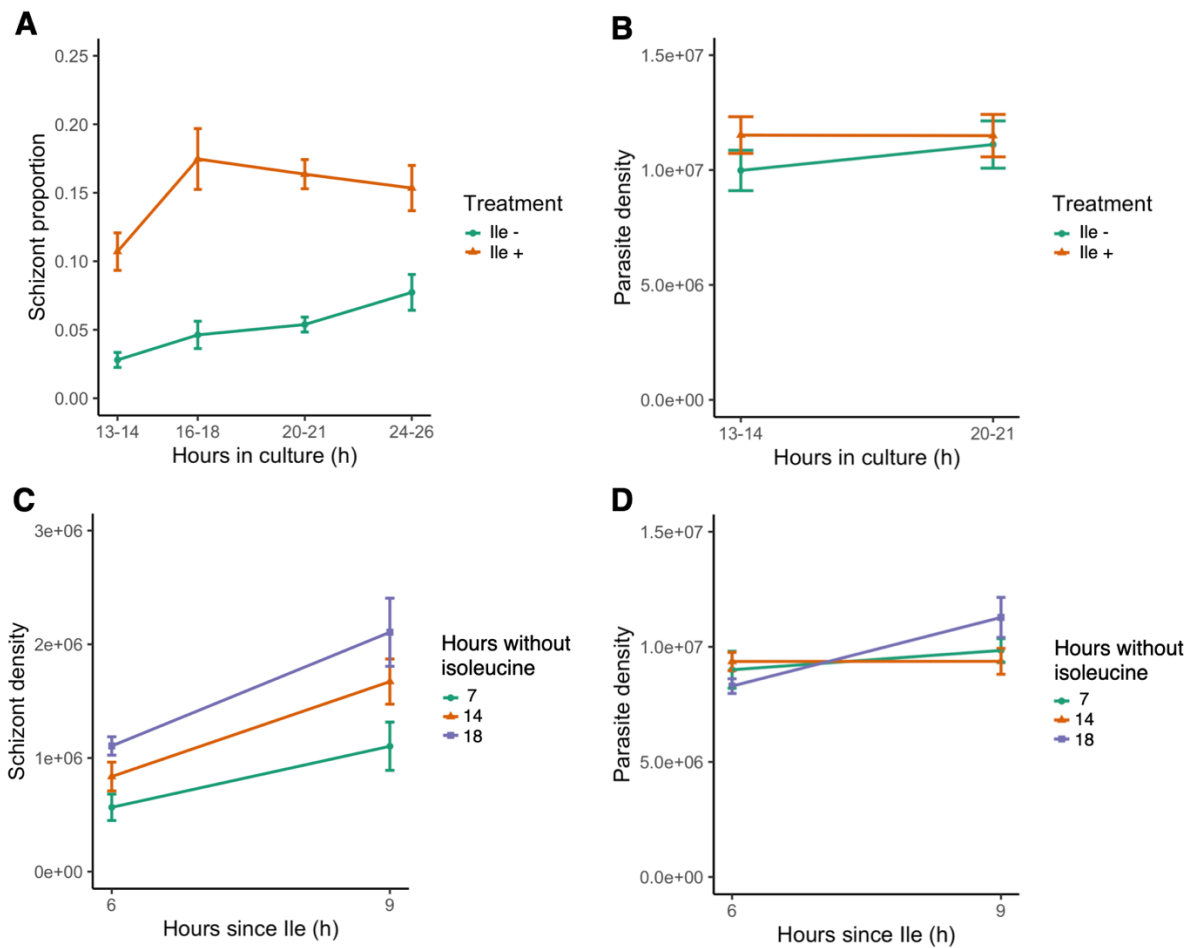 A
0.25
0.20
0.15
0.10
0.05
0.00
Schizont proportion
13-14
16-18
20-21
24-26
Hours in culture (h)
Treatment
Ile -
Ile +
B
1.5e+07
1.0e+07
5.0e+06
0.0e+00
Parasite density
13-14
20-21
Hours in culture (h)
Treatment
Ile -
Ile +
C
3e+06
2e+06
1e+06
0e+00
Schizont density
6
9
Hours since Ile (h)
Hours without
isoleucine
7
14
18
D
1.5e+07
1.0e+07
5.0e+06
0.0e+00
Parasite density
6
9
Hours since Ile (h)
Hours without
isoleucine
7
14
18